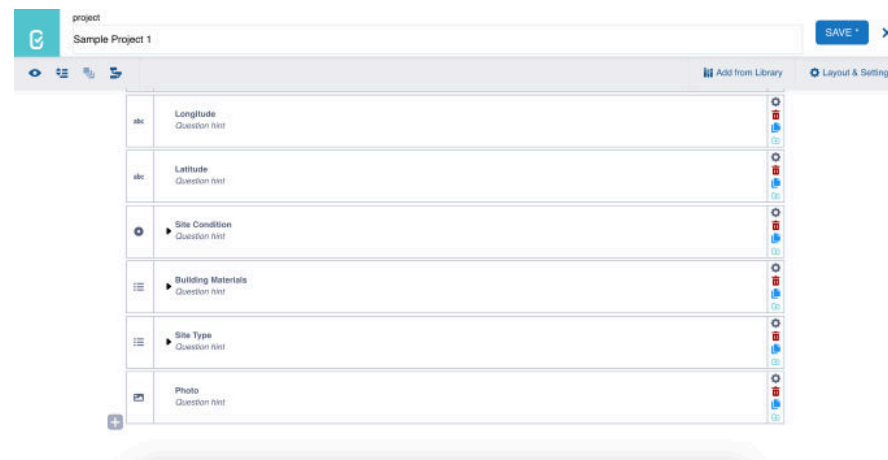 project
Sample Project 1
SAVE *
Add from Library
Layout & Setting
abc
Longitude
Question hint
abc
Latitude
Question hint
Site Condition
Question hint
Building Materials
Question hint
Site Type
Question hint
Photo
Question hint